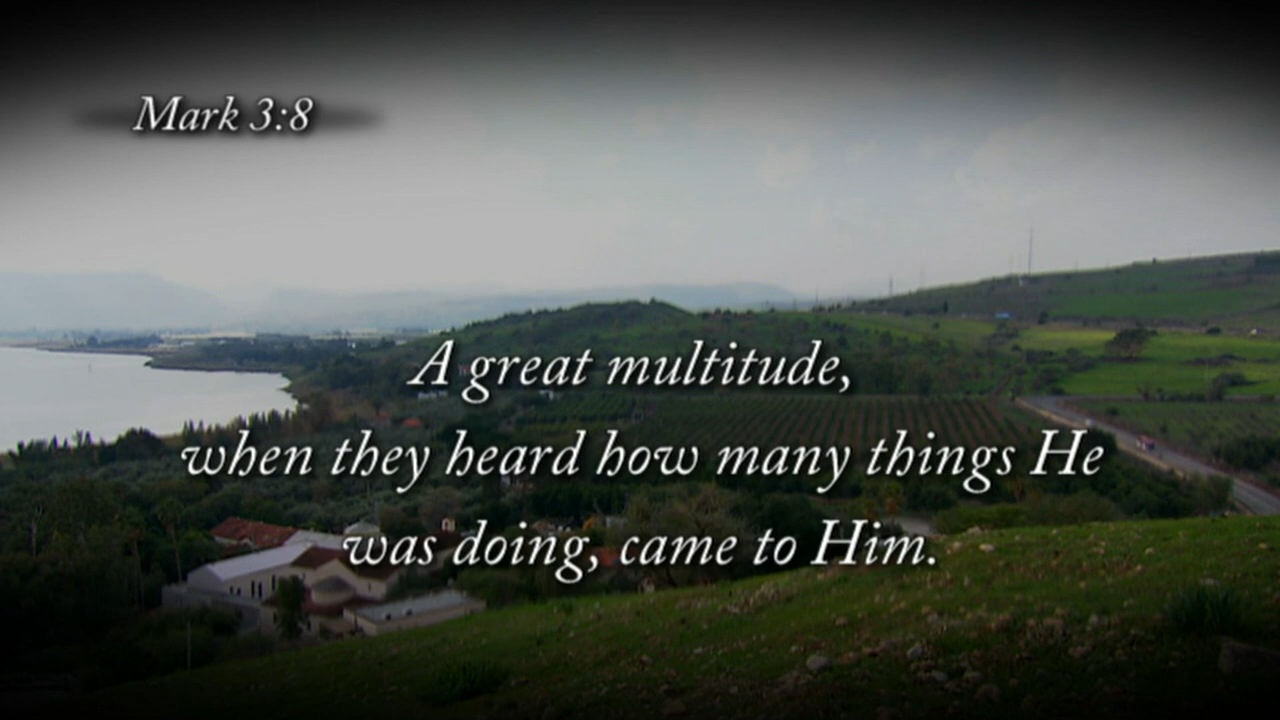 Mark 3:8
A great multitude,
when they heard how many things He
was doing, came to Him.